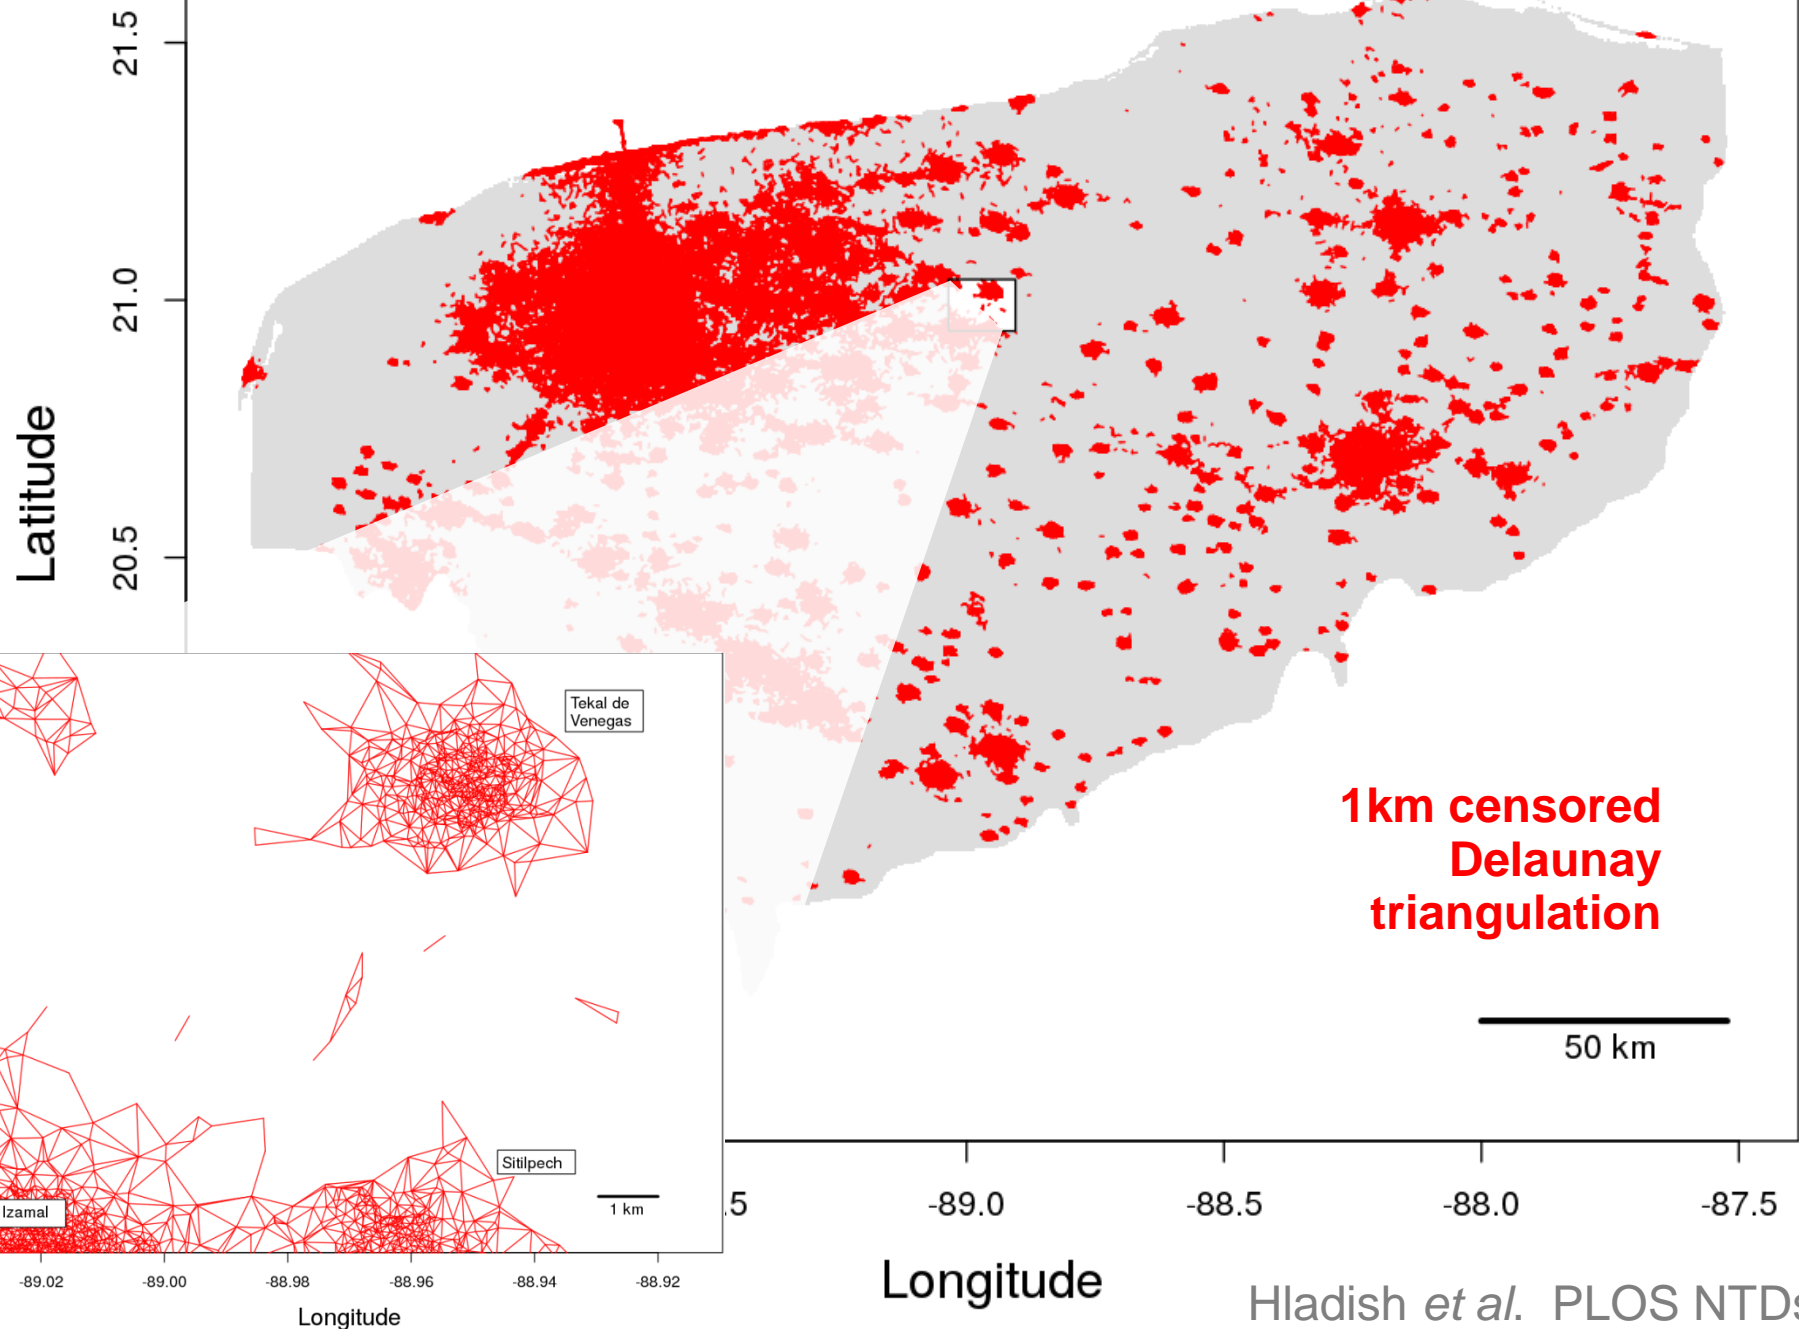 21.5
21.0
20.5
Latitude
Tekal de
Venegas
Sitilpech
Izamal
1 km
-89.02
-89.00
-88.98
-88.96
-88.94
-88.92
Longitude
1km censored
Delaunay
triangulation
50 km
.5
-89.0
-88.5
-88.0
-87.5
Longitude
Hladish et al. PLOS NTDs